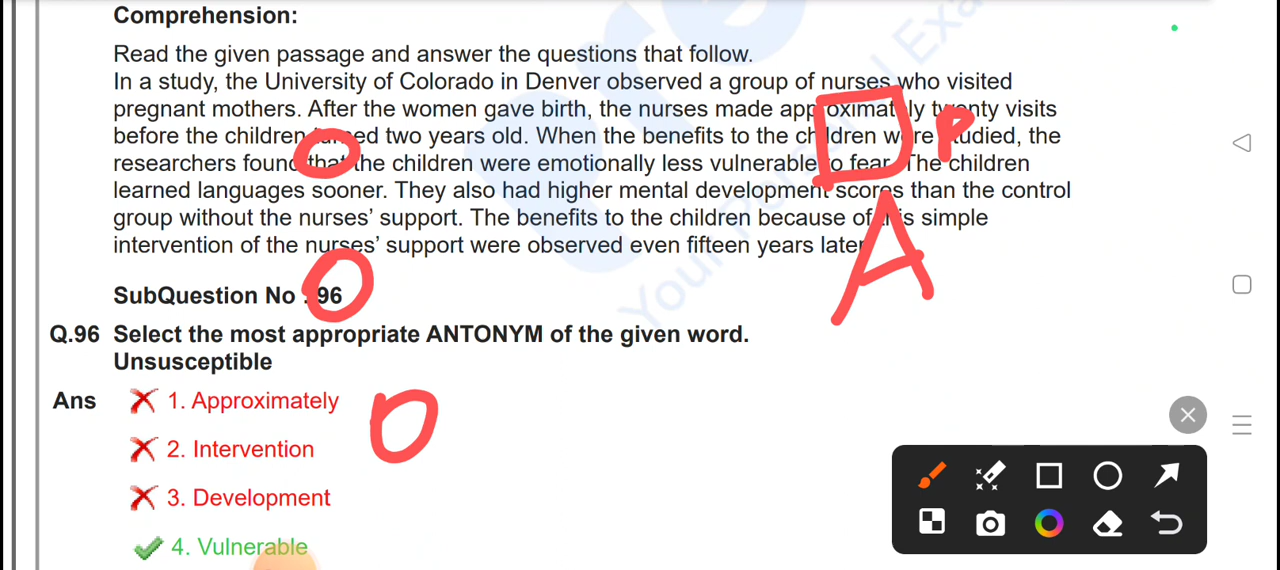 Comprehension:
Read the given passage and answer the questions that follow.
In a study, the University of Colorado in Denver observed a group of nurses who visited
pregnant mothers. After the women gave birth, the nurses made approximately twenty visits
before the children turned two years old. When the benefits to the children were studied, the
researchers found that the children were emotionally less vulnerable to fear. The children
learned languages sooner. They also had higher mental development scores than the control
group without the nurses’ support. The benefits to the children because of this simple
intervention of the nurses’ support were observed even fifteen years later
D P
A
SubQuestion No : 96
Q.96 Select the most appropriate ANTONYM of the given word.
Unsusceptible
Ans 1. Approximately
2. Intervention
3. Development
4. Vulnerable
Your Personal Exa